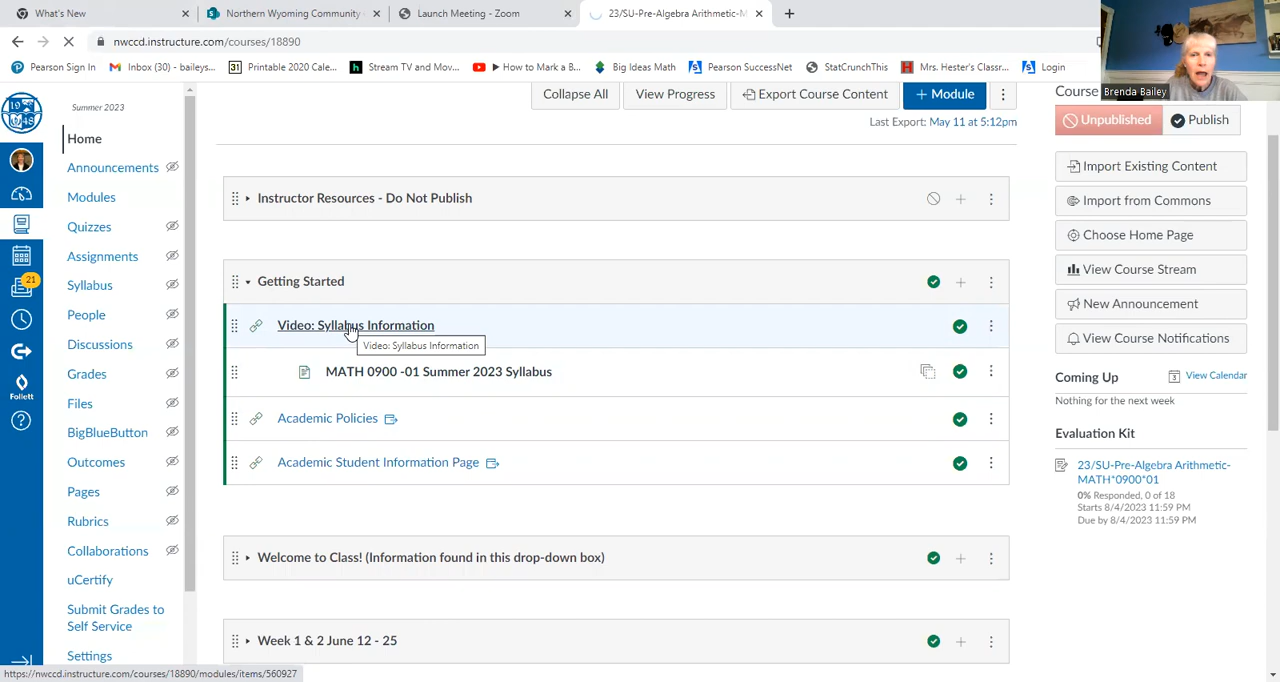 What's New
Northern Wyoming Community
Launch Meeting - Zoom
23/SU-Pre-Algebra Arithmetic-M
nwccd.instructure.com/courses/18890
Pearson Sign In
Inbox (30) - baileys...
Printable 2020 Cale...
Stream TV and Mov...
How to Mark a B...
Big Ideas Math
Pearson SuccessNet
StatCrunchThis
Mrs. Hester's Classr...
Login
Brenda Bailey
Summer 2023
Home
Announcements
Modules
Quizzes
Assignments
Syllabus
People
Discussions
Grades
Files
BigBlueButton
Outcomes
Pages
Rubrics
Collaborations
uCertify
Submit Grades to
Self Service
Settings
21
Follett
Collapse All
View Progress
Export Course Content
+ Module
Last Export: May 11 at 5:12pm
Instructor Resources - Do Not Publish
Getting Started
Video: Syllabus Information
Video: Syllabus Information
MATH 0900 -01 Summer 2023 Syllabus
Academic Policies
Academic Student Information Page
Welcome to Class! (Information found in this drop-down box)
Week 1 & 2 June 12 - 25
Course
Unpublished
Publish
Import Existing Content
Import from Commons
Choose Home Page
View Course Stream
New Announcement
View Course Notifications
Coming Up
3
View Calendar
Nothing for the next week
Evaluation Kit
23/SU-Pre-Algebra Arithmetic-
MATH*0900*01
0% Responded, 0 of 18
Starts 8/4/2023 11:59 PM
Due by 8/4/2023 11:59 PM
https://nwccd.instructure.com/courses/18890/modules/items/560927